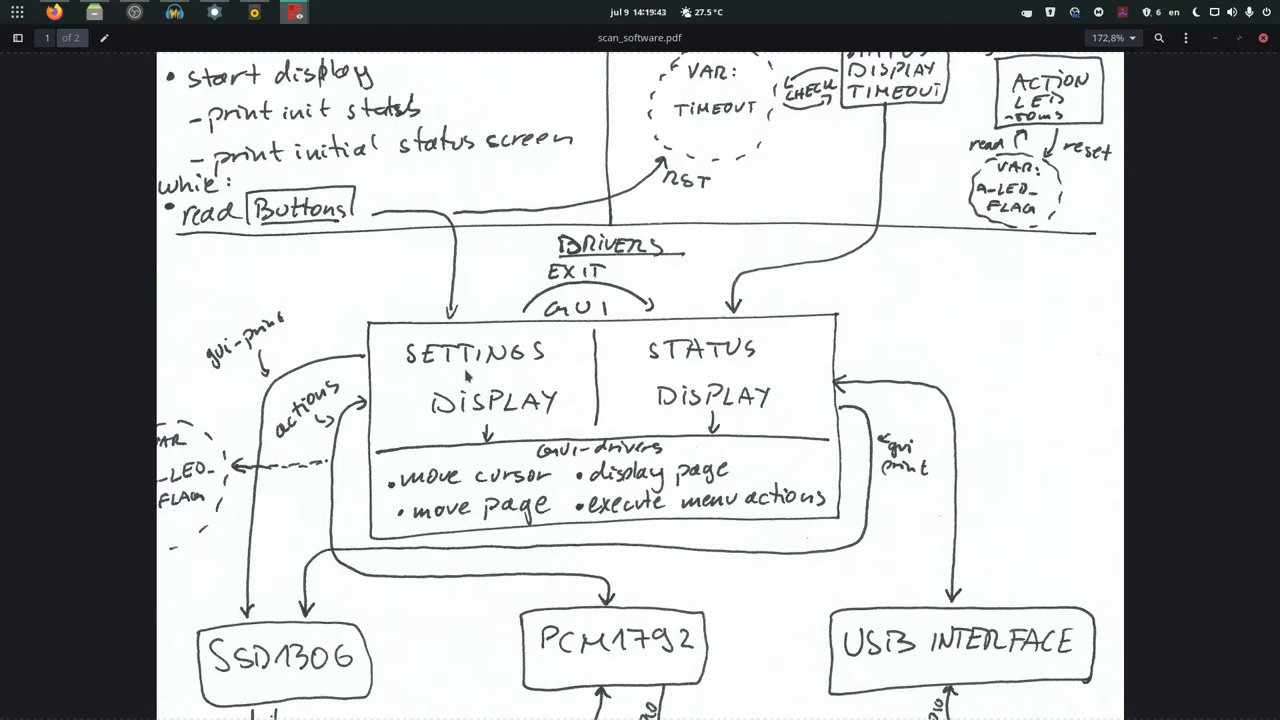 jul 9 14:19:43
27.5 °C
6 en
1 of 2
scan_software.pdf
172,8%
• start display
- print init status
- print initial status screen
while:
• read Buttons
VAR:
TIMEOUT
CHECK
DISPLAY
TIMEOUT
RST
ACTION
LED
~80ms
read
reset
VAR:
A_LED_
FLAG
DRIVERS
EXIT
GUI
gui-print
actions
SETTINGS
DISPLAY
STATUS
DISPLAY
GUI-drivers
• move cursor • display page
• move page • execute menu actions
_LED_
FLAG
gui
print
SSD1306
PCM1792
USB INTERFACE